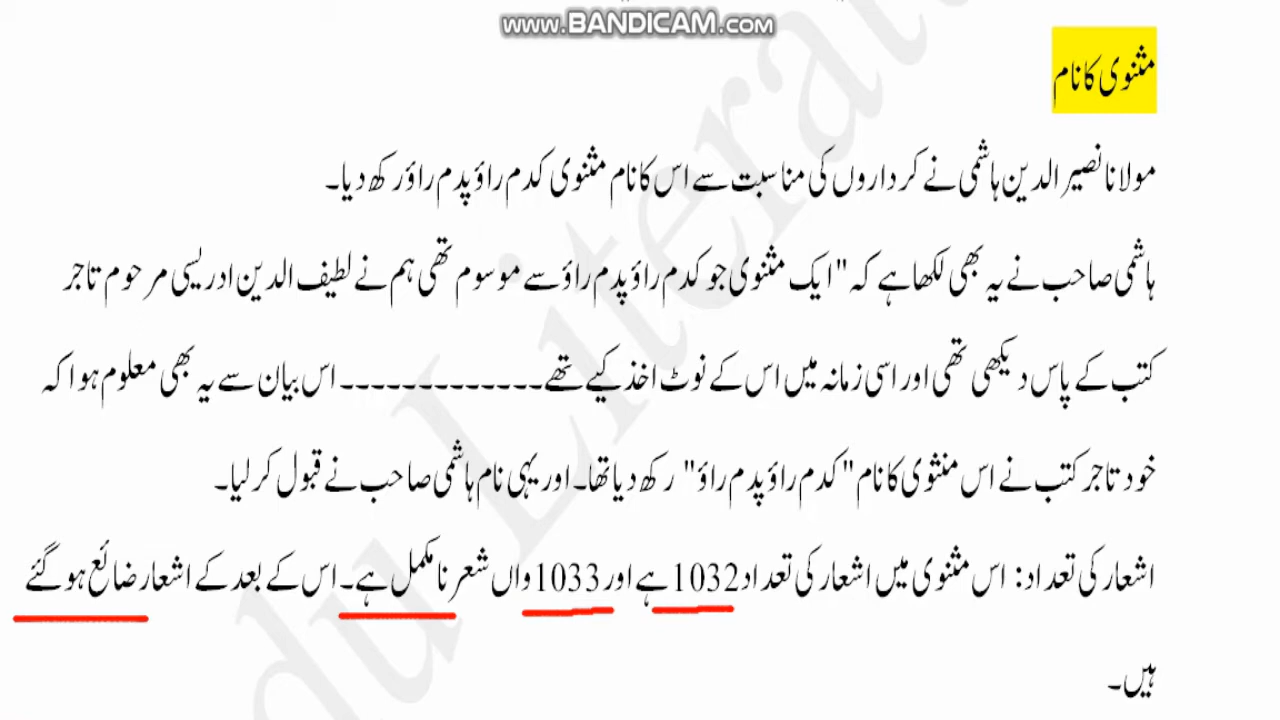 www.BANDICAM.com
مثنوی کا نام
مولانا نصیر الدین ہاشمی نے کرداروں کی مناسبت سے اس کا نام مثنوی کدم راؤ پدم راؤ رکھ دیا۔
ہاشمی صاحب نے یہ بھی لکھا ہے کہ "ایک مثنوی جو کدم راؤ پدم راؤ سے موسوم تھی ہم نے لطیف الدین ادریسی مرحوم تاجر
کتب کے پاس دیکھی تھی اور اسی زمانہ میں اس کے نوٹ اخذ کیے تھے۔۔۔۔۔۔۔۔۔۔۔۔۔ اس بیان سے یہ بھی معلوم ہوا کہ
خود تاجر کتب نے اس منثوی کا نام "کدم راؤ پدم راؤ" رکھ دیا تھا۔ اور یہی نام ہاشمی صاحب نے قبول کر لیا۔
اشعار کی تعداد: اس مثنوی میں اشعار کی تعداد 1032 ہے اور 1033 واں شعر نامکمل ہے۔ اس کے بعد کے اشعار ضائع ہو گئے
ہیں۔